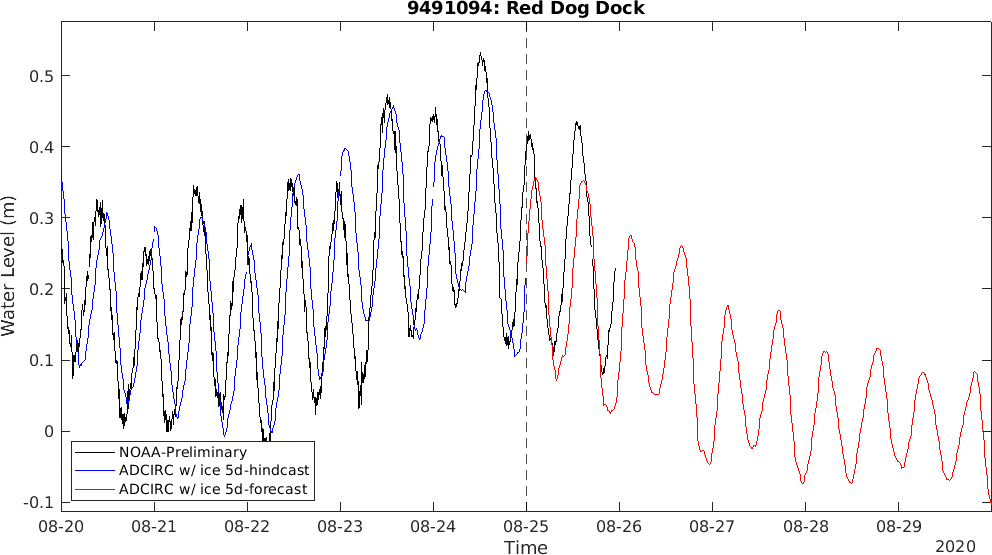 9491094: Red Dog Dock
Water Level (m)
0.5
0.4
0.3
0.2
0.1
0
-0.1
NOAA-Preliminary
ADCIRC w/ ice 5d-hindcast
ADCIRC w/ ice 5d-forecast
08-20 08-21 08-22 08-23 08-24 08-25 08-26 08-27 08-28 08-29
Time
2020